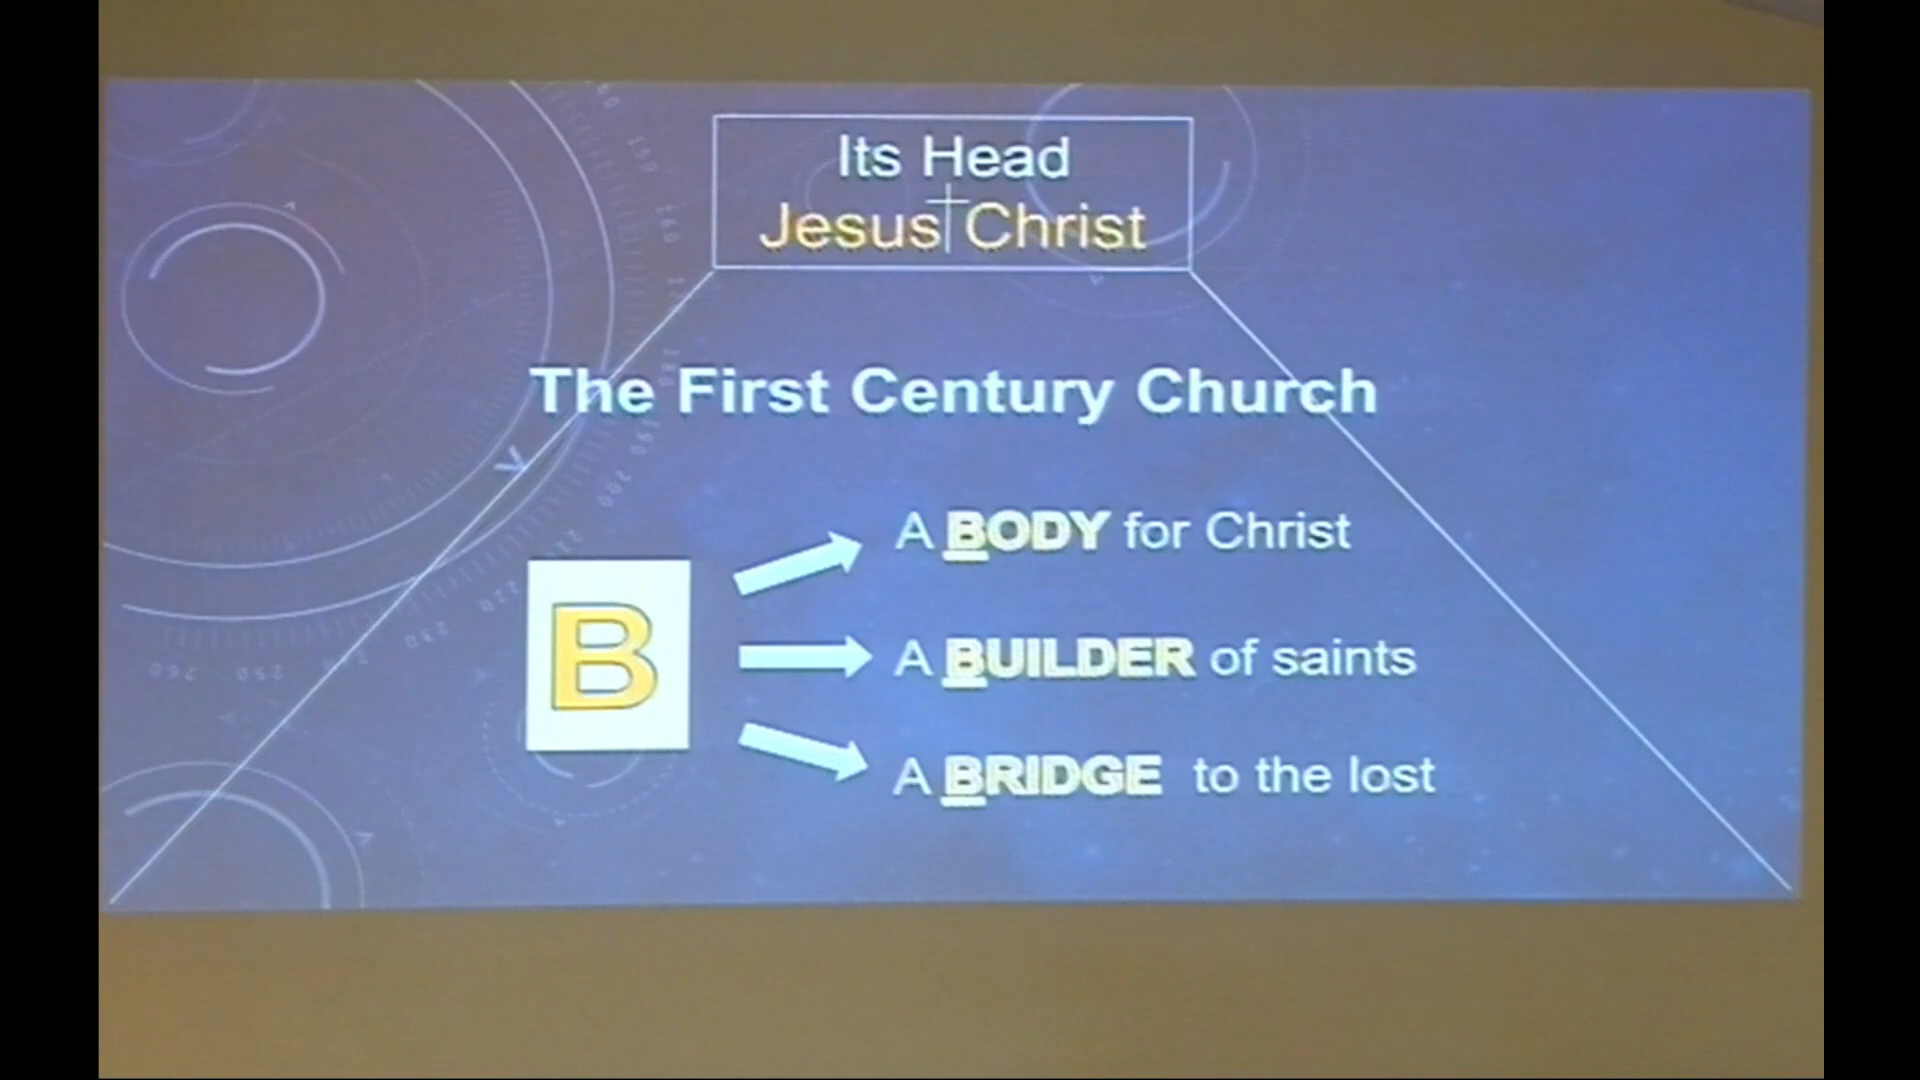 Its Head
Jesus Christ
The First Century Church
A BODY for Christ
B
A BUILDER of saints
A BRIDGE to the lost